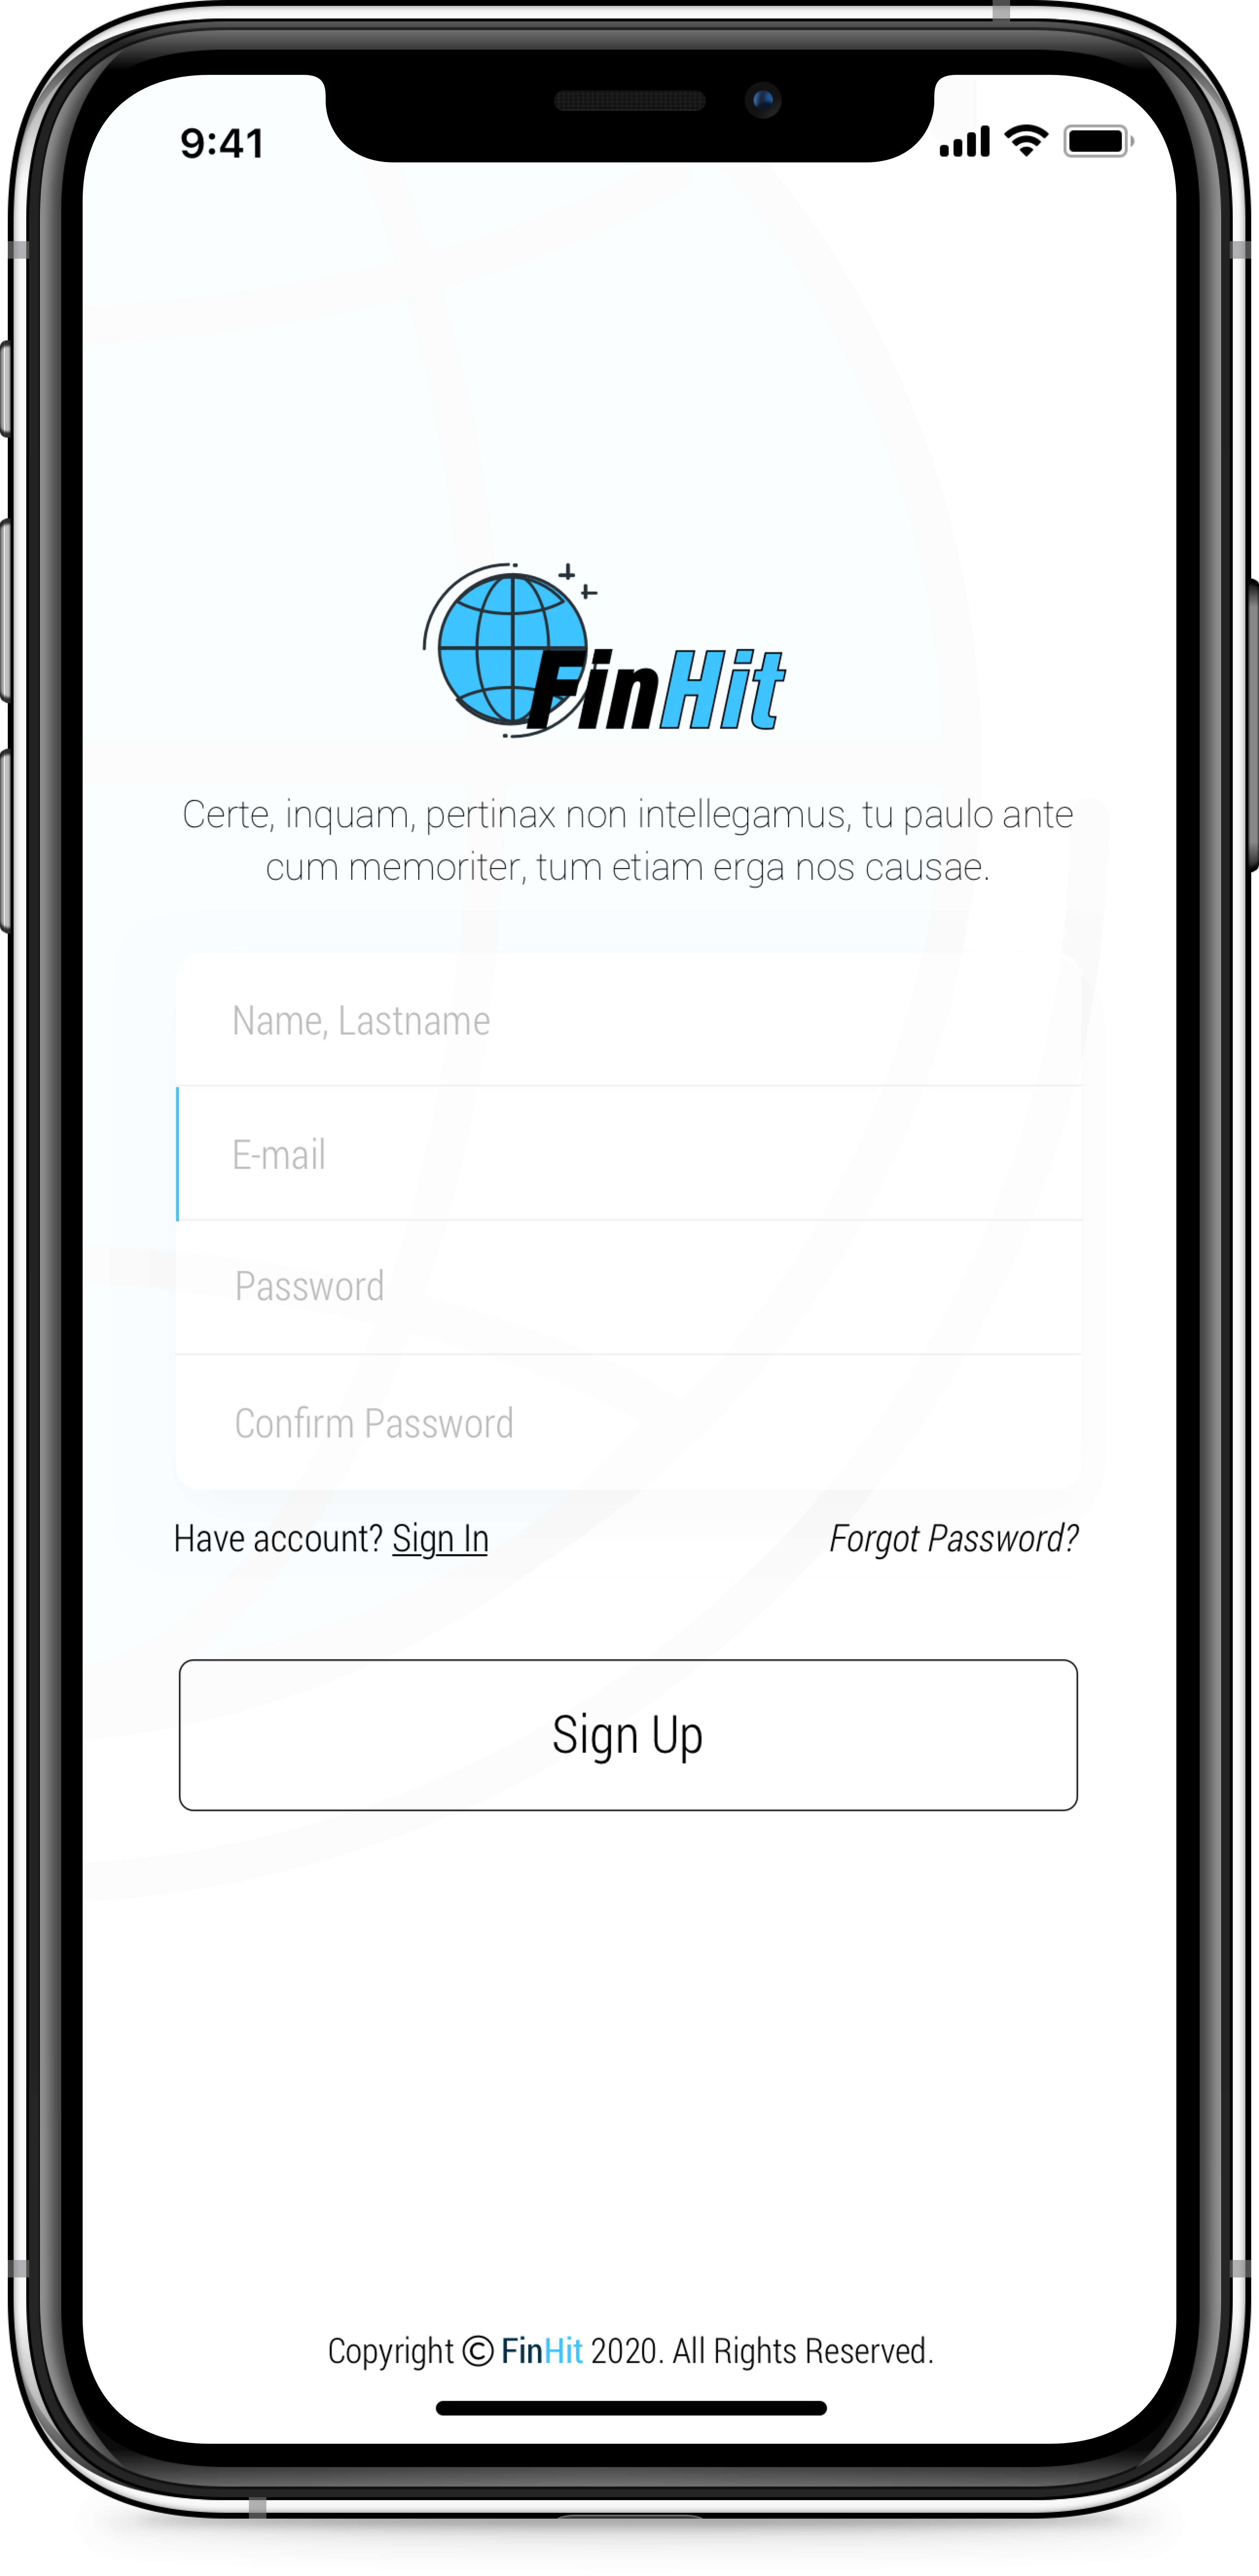 9:41
FinHit
Certe, inquam, pertinax non intellegamus, tu paulo ante
cum memoriter, tum etiam erga nos causae.
Name, Lastname
E-mail
Password
Confirm Password
Have account? Sign In
Forgot Password?
Sign Up
Copyright © FinHit 2020. All Rights Reserved.